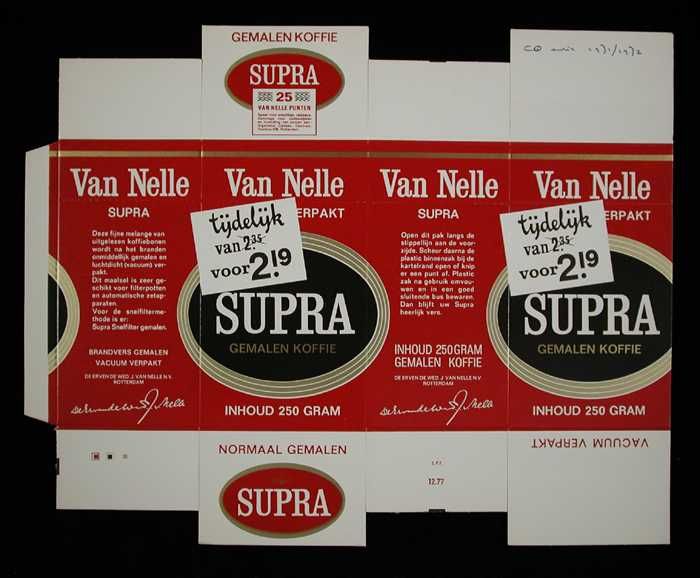 GEMALEN KOFFIE
SUPRA
25
VAN NELLE PUNTEN
Van Nelle
SUPRA
Deze fijne melange van
uitgelezen koffiebonen
wordt na het branden
onmiddellijk gemalen en
luchtdicht (vacuum) ver-
pakt.
Dit maalsel is zeer ge-
schikt voor filterpotten
en automatische zetap-
paraten.
Voor de snelfilterme-
thode is er:
Supra Snelfilter gemalen.
BRANDVERS GEMALEN
VACUUM VERPAKT
DE ERVEN DE WED. J. VAN NELLE N.V.
ROTTERDAM
Van Nelle
ERPAKT
tijdelijk
van 2.35
voor 2.19
SUPRA
GEMALEN KOFFIE
INHOUD 250 GRAM
NORMAAL GEMALEN
SUPRA
Van Nelle
SUPRA
Open dit pak langs de
stippellijn aan de voor-
zijde. Scheur daarna de
plastic binnenzak bij de
kartelrand open of knip
er een punt af. Plastic
zak na gebruik omvou-
wen en in een goed
sluitende bus bewaren.
Dan blijft uw Supra
heerlijk vers.
INHOUD 250 GRAM
GEMALEN KOFFIE
DE ERVEN DE WED. J. VAN NELLE N.V.
ROTTERDAM
12.77
Van Nelle
ERPAKT
tijdelijk
van 2.35
voor 2.19
SUPRA
GEMALEN KOFFIE
INHOUD 250 GRAM
VACUUM VERPAKT